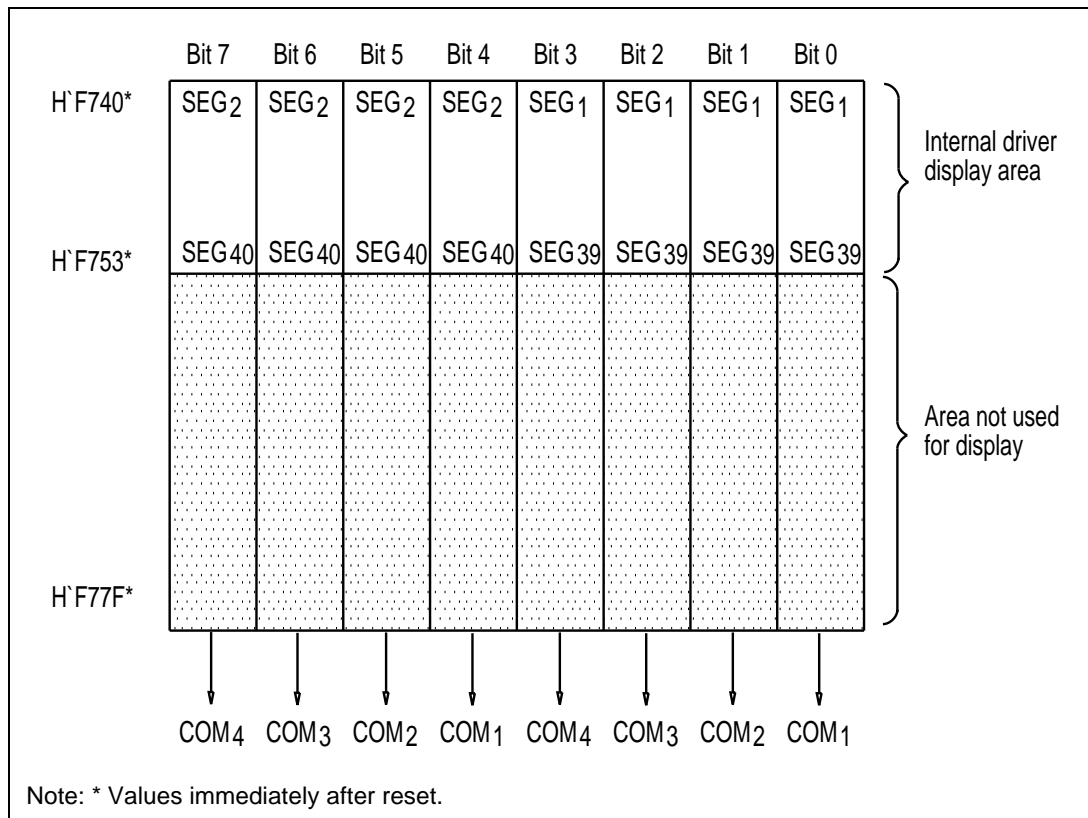 Bit 7 Bit 6 Bit 5 Bit 4 Bit 3 Bit 2 Bit 1 Bit 0
H`F740* SEG2 SEG2 SEG2 SEG2 SEG1 SEG1 SEG1 SEG1
Internal driver
display area
H`F753* SEG40 SEG40 SEG40 SEG40 SEG39 SEG39 SEG39 SEG39
Area not used
for display
H`F77F*
COM4 COM3 COM2 COM1 COM4 COM3 COM2 COM1
Note: * Values immediately after reset.